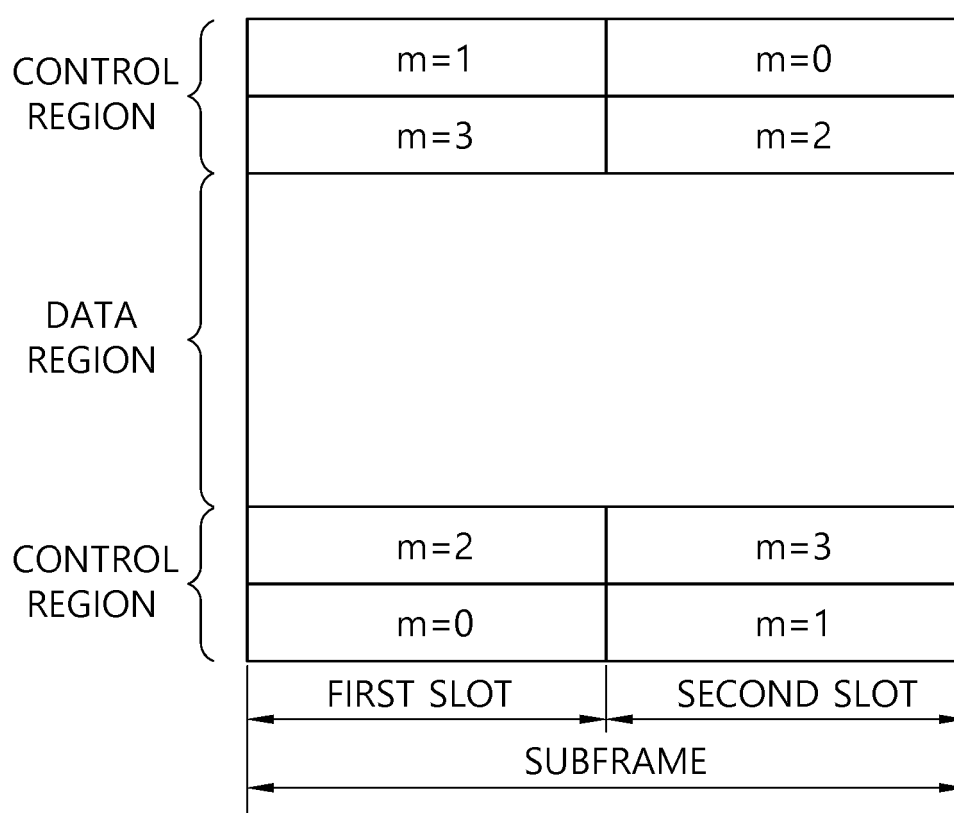 m=1 m=0
CONTROL
REGION
m=3 m=2
DATA
REGION
m=2 m=3
CONTROL
REGION
m=0 m=1
FIRST SLOT SECOND SLOT
SUBFRAME